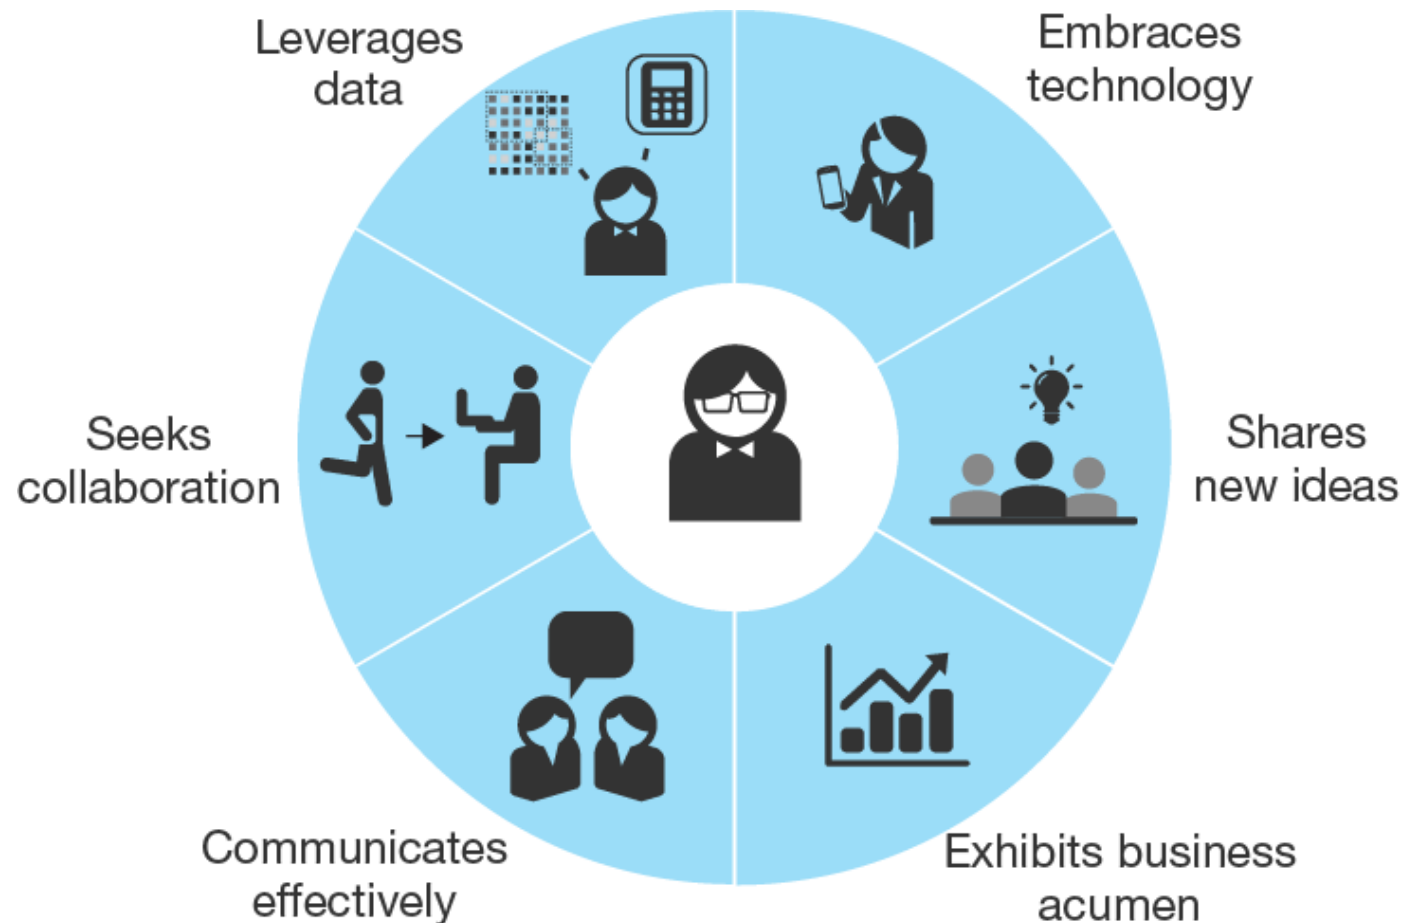 Leverages
data
Embraces
technology
Seeks
collaboration
Shares
new ideas
Communicates
effectively
Exhibits business
acumen